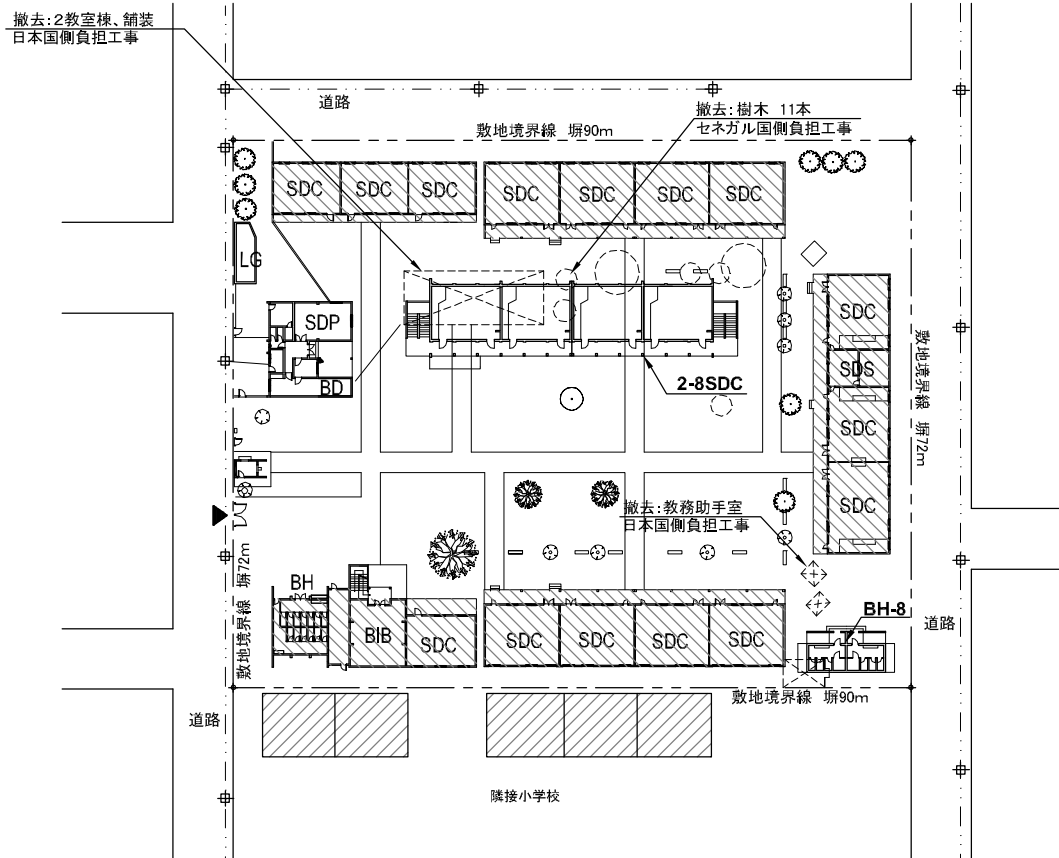 撤去:2教室棟、舗装
日本国側負担工事
道路
撤去:樹木 11本
セネガル国側負担工事
敷地境界線 塀90m
SDC SDC SDC
SDC SDC SDC SDC
LG
SDP
BD
2-8SDC
SDC
SDS
SDC
SDC
敷地境界線 塀72m
撤去:教務助手室
日本国側負担工事
敷地境界線 塀72m
BH
BIB
SDC
SDC SDC SDC SDC
BH-8
道路
敷地境界線 塀90m
道路
隣接小学校